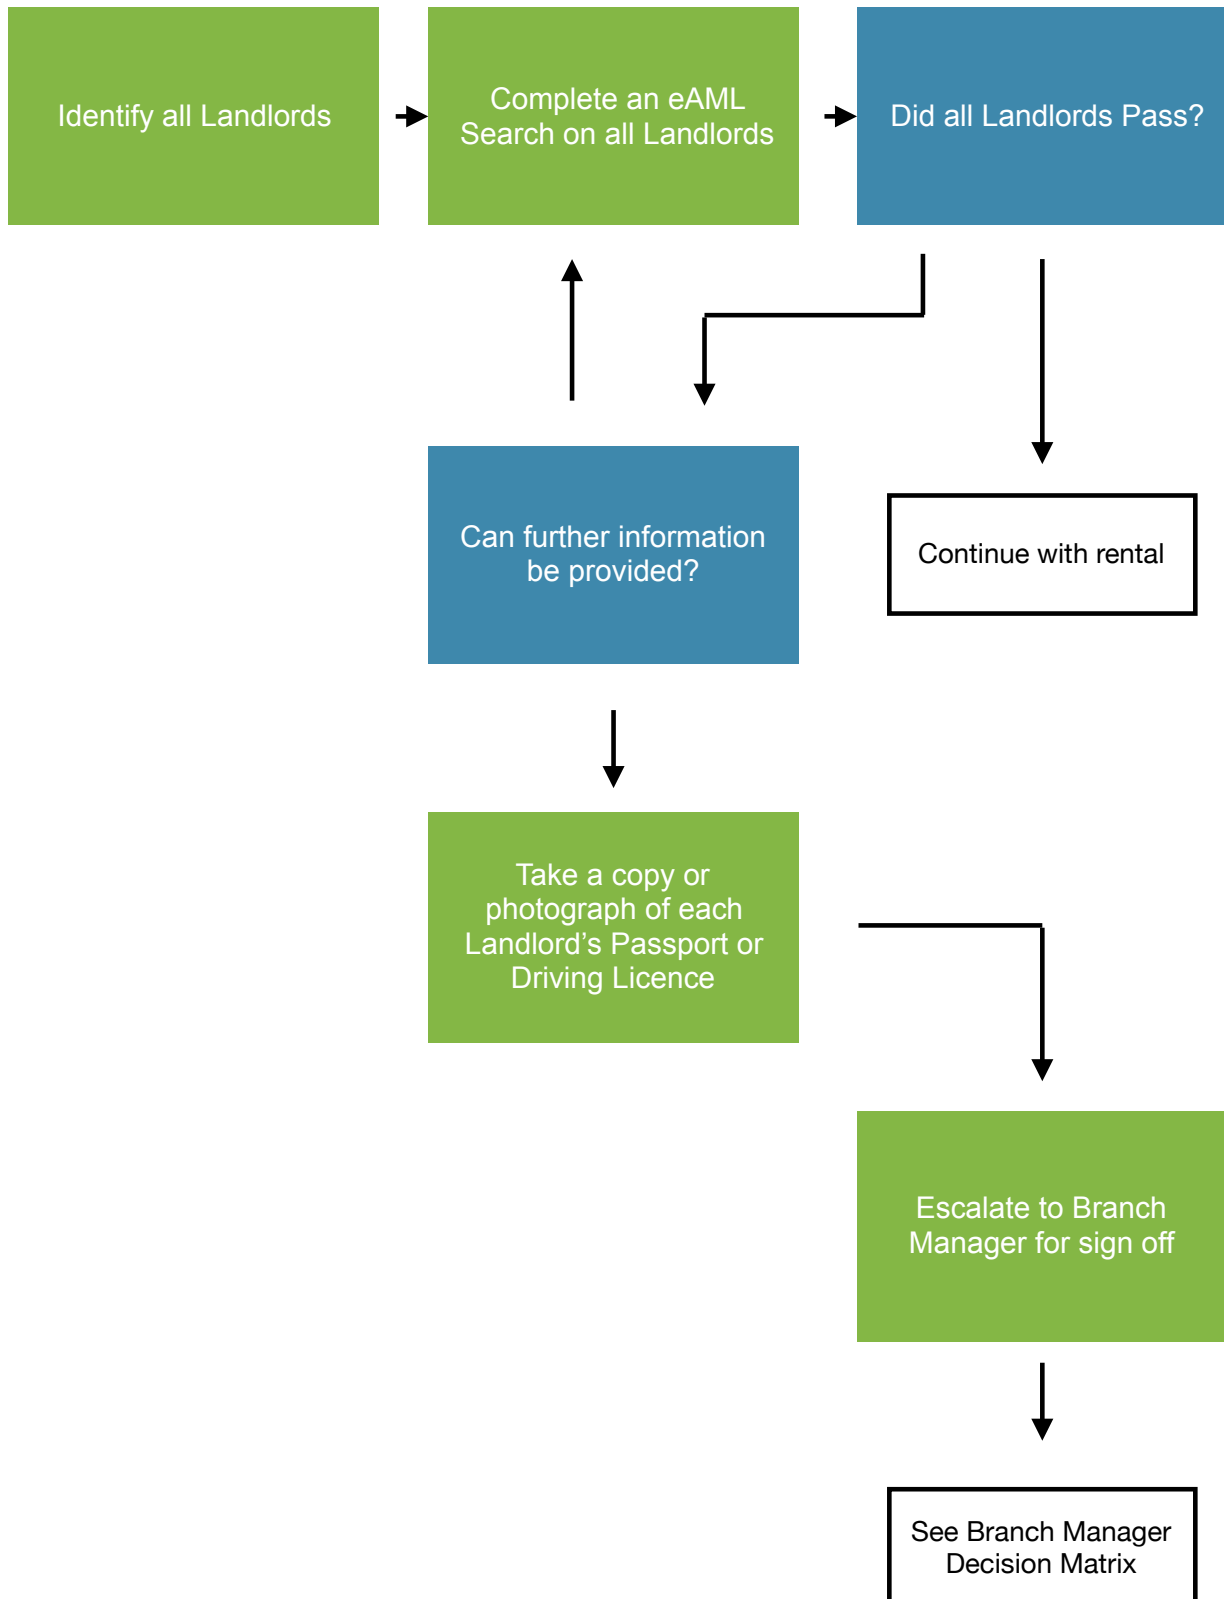 Identify all Landlords
Complete an eAML
Search on all Landlords
Did all Landlords Pass?
Can further information
be provided?
Continue with rental
Take a copy or
photograph of each
Landlord’s Passport or
Driving Licence
Escalate to Branch
Manager for sign off
See Branch Manager
Decision Matrix